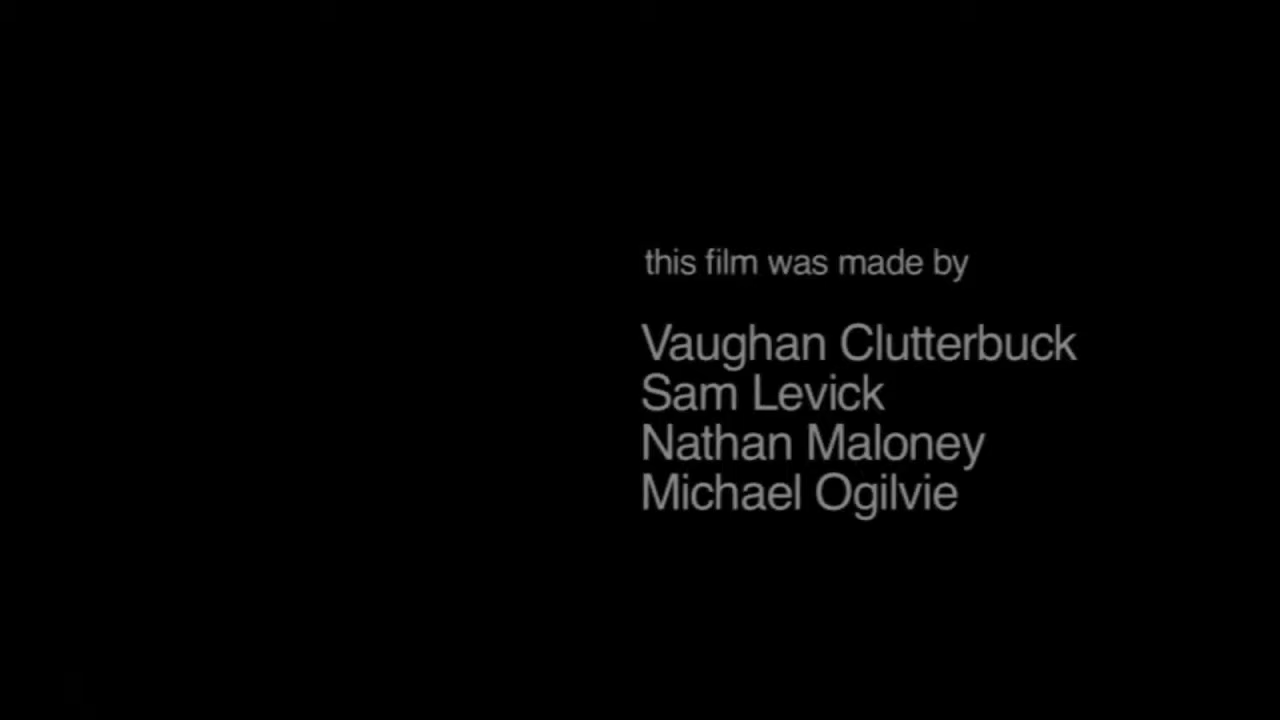 this film was made by
Vaughan Clutterbuck
Sam Levick
Nathan Maloney
Michael Ogilvie